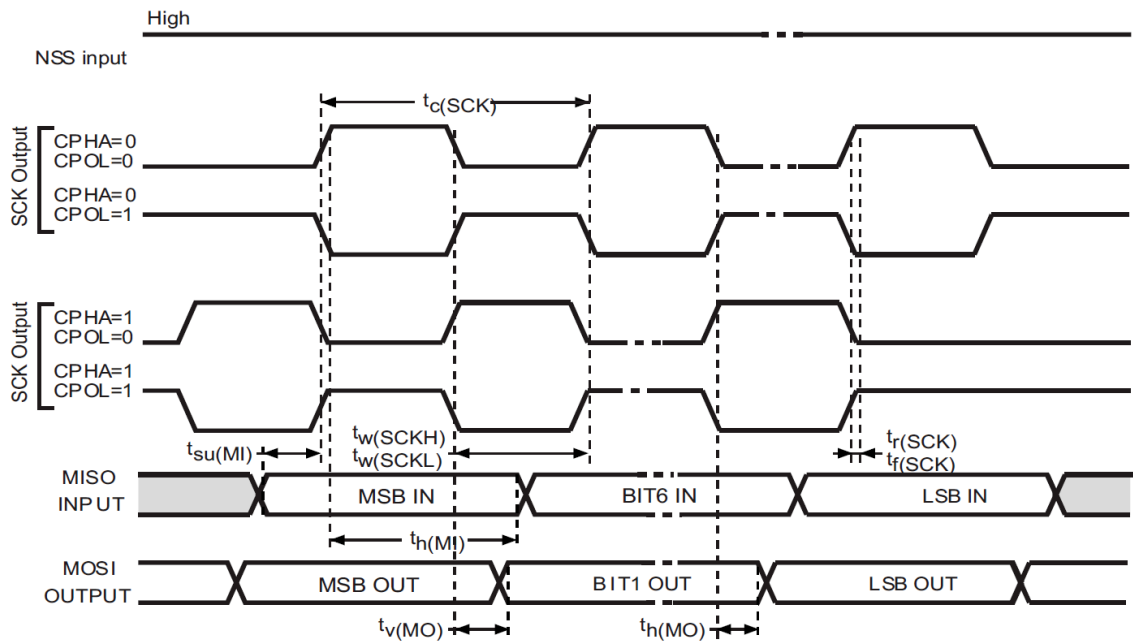 High
NSS input
tc(SCK)
SCK Output
CPHA=0
CPOL=0
CPHA=0
CPOL=1
SCK Output
CPHA=1
CPOL=0
CPHA=1
CPOL=1
tsu(MI)
tw(SCKH)
tw(SCKL)
tr(SCK)
tf(SCK)
MISO
INPUT
MSB IN
BIT6 IN
LSB IN
th(MI)
MOSI
OUTPUT
MSB OUT
BIT1 OUT
LSB OUT
tv(MO)
th(MO)